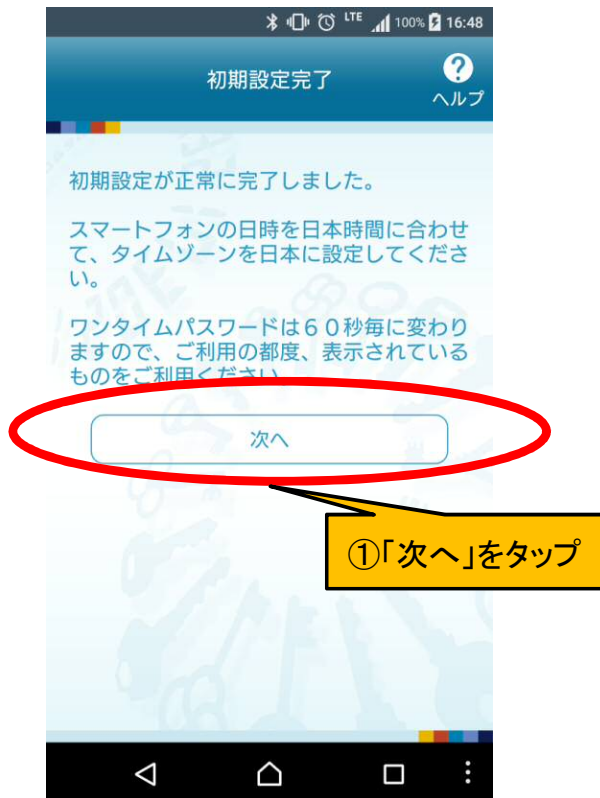 LTE 100% 16:48
初期設定完了
ヘルプ
初期設定が正常に完了しました。
スマートフォンの日時を日本時間に合わせ
て、タイムゾーンを日本に設定してくださ
い。
ワンタイムパスワードは６０秒毎に変わり
ますので、ご利用の都度、表示されている
ものをご利用ください。
次へ
①「次へ」をタップ